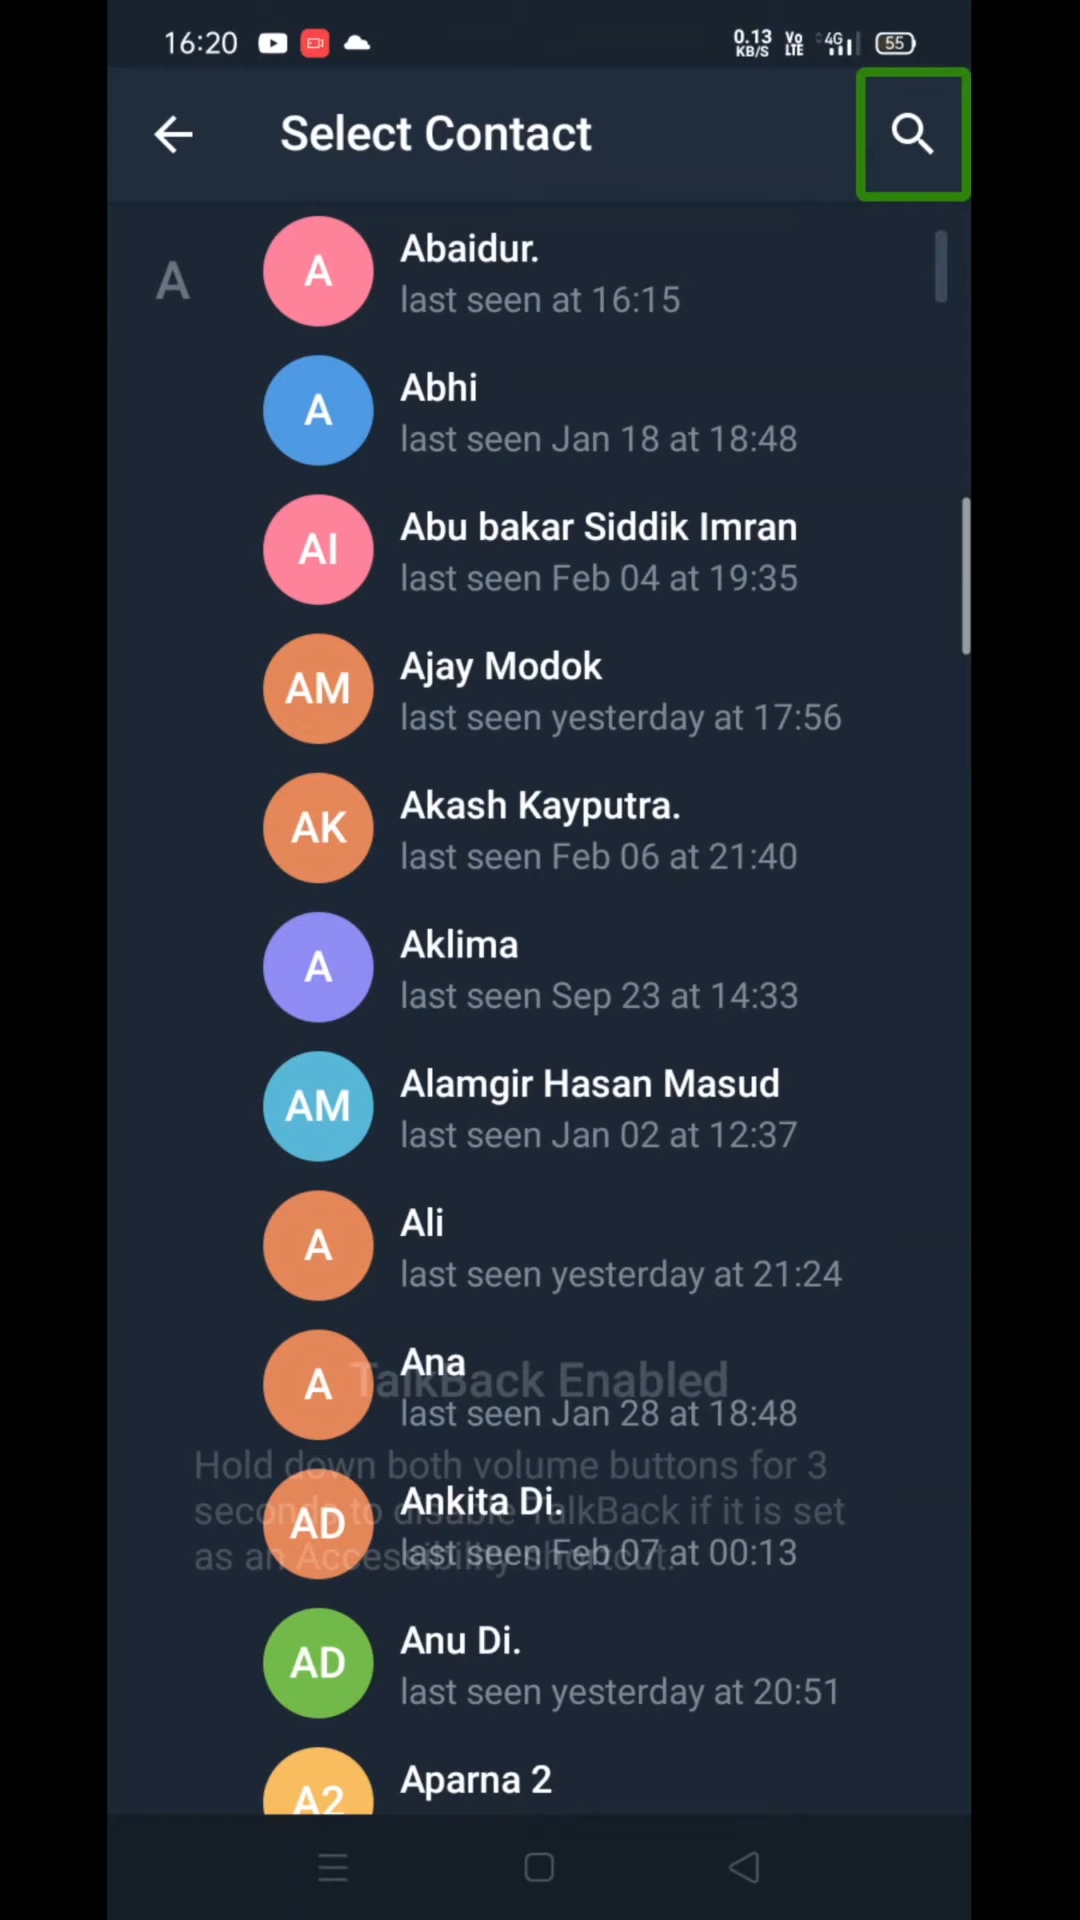 16:20 0.13 KB/S Vo LTE 4G 55
Select Contact
A
A Abaidur.
last seen at 16:15
A Abhi
last seen Jan 18 at 18:48
AI Abu bakar Siddik Imran
last seen Feb 04 at 19:35
AM Ajay Modok
last seen yesterday at 17:56
AK Akash Kayputra.
last seen Feb 06 at 21:40
A Aklima
last seen Sep 23 at 14:33
AM Alamgir Hasan Masud
last seen Jan 02 at 12:37
A Ali
last seen yesterday at 21:24
A Ana
TalkBack Enabled
last seen Jan 28 at 18:48
Hold down both volume buttons for 3
AD Ankita Di.
seconds to disable TalkBack if it is set
last seen Feb 07 at 00:13
as an Accessibility shortcut.
AD Anu Di.
last seen yesterday at 20:51
A2 Aparna 2